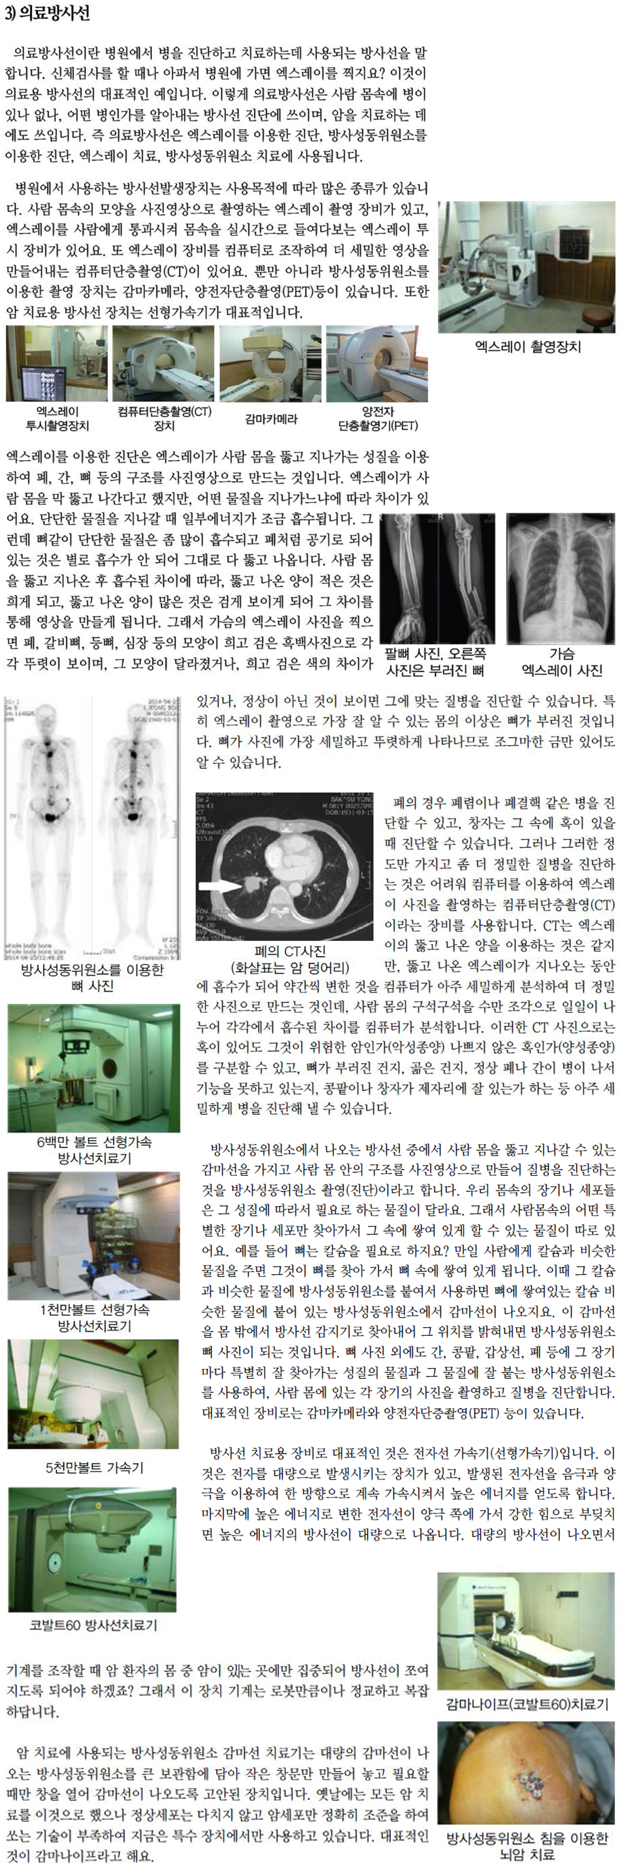 3) 의료방사선
의료방사선이란 병원에서 병을 진단하고 치료하는데 사용되는 방사선을 말
합니다. 신체검사를 할 때나 아파서 병원에 가면 엑스레이를 찍지요? 이것이
의료용 방사선의 대표적인 예입니다. 이렇게 의료방사선은 사람 몸속에 병이
있나 없나, 어떤 병인가를 알아내는 방사선 진단에 쓰이며, 암을 치료하는 데
에도 쓰입니다. 즉 의료방사선은 엑스레이를 이용한 진단, 방사성동위원소를
이용한 진단, 엑스레이 치료, 방사성동위원소 치료에 사용됩니다.
병원에서 사용하는 방사선발생장치는 사용목적에 따라 많은 종류가 있습니
다. 사람 몸속의 모양을 사진영상으로 촬영하는 엑스레이 촬영 장비가 있고,
엑스레이를 사람에게 통과시켜 몸속을 실시간으로 들여다보는 엑스레이 투
시 장비가 있어요. 또 엑스레이 장비를 컴퓨터로 조작하여 더 세밀한 영상을
만들어내는 컴퓨터단층촬영(CT)이 있어요. 뿐만 아니라 방사성동위원소를
이용한 촬영 장치는 감마카메라, 양전자단층촬영(PET)등이 있습니다. 또한
암 치료용 방사선 장치는 선형가속기가 대표적입니다.
엑스레이 촬영장치
엑스레이
투시촬영장치
컴퓨터단층촬영(CT)
장치
감마카메라
양전자
단층촬영기(PET)
엑스레이를 이용한 진단은 엑스레이가 사람 몸을 뚫고 지나가는 성질을 이용
하여 폐, 간, 뼈 등의 구조를 사진영상으로 만드는 것입니다. 엑스레이가 사
람 몸을 막 뚫고 나간다고 했지만, 어떤 물질을 지나가느냐에 따라 차이가 있
어요. 단단한 물질을 지나갈 때 일부에너지가 조금 흡수됩니다. 그
런데 뼈같이 단단한 물질은 좀 많이 흡수되고 폐처럼 공기로 되어
있는 것은 별로 흡수가 안 되어 그대로 다 뚫고 나옵니다. 사람 몸
을 뚫고 지나온 후 흡수된 차이에 따라, 뚫고 나온 양이 적은 것은
희게 되고, 뚫고 나온 양이 많은 것은 검게 보이게 되어 그 차이를
통해 영상을 만들게 됩니다. 그래서 가슴의 엑스레이 사진을 찍으
면 폐, 갈비뼈, 등뼈, 심장 등의 모양이 희고 검은 흑백사진으로 각
각 뚜렷이 보이며, 그 모양이 달라졌거나, 희고 검은 색의 차이가
팔뼈 사진, 오른쪽
사진은 부러진 뼈
가슴
엑스레이 사진
있거나, 정상이 아닌 것이 보이면 그에 맞는 질병을 진단할 수 있습니다. 특
히 엑스레이 촬영으로 가장 잘 알 수 있는 몸의 이상은 뼈가 부러진 것입니
다. 뼈가 사진에 가장 세밀하고 뚜렷하게 나타나므로 조그마한 금만 있어도
알 수 있습니다.
방사성동위원소를 이용한
뼈 사진
폐의 CT사진
(화살표는 암 덩어리)
폐의 경우 폐렴이나 폐결핵 같은 병을 진
단할 수 있고, 창자는 그 속에 혹이 있을
때 진단할 수 있습니다. 그러나 그러한 정
도만 가지고 좀 더 정밀한 질병을 진단하
는 것은 어려워 컴퓨터를 이용하여 엑스레
이 사진을 촬영하는 컴퓨터단층촬영(CT)
이라는 장비를 사용합니다. CT는 엑스레
이의 뚫고 나온 양을 이용하는 것은 같지
만, 뚫고 나온 엑스레이가 지나오는 동안
에 흡수가 되어 약간씩 변한 것을 컴퓨터가 아주 세밀하게 분석하여 더 정밀
한 사진으로 만드는 것인데, 사람 몸의 구석구석을 수만 조각으로 일일이 나
누어 각각에서 흡수된 차이를 컴퓨터가 분석합니다. 이러한 CT 사진으로는
혹이 있어도 그것이 위험한 암인가(악성종양) 나쁘지 않은 혹인가(양성종양)
를 구분할 수 있고, 뼈가 부러진 건지, 곪은 건지, 정상 폐나 간이 병이 나서
기능을 못하고 있는지, 콩팥이나 창자가 제자리에 잘 있는가 하는 등 아주 세
밀하게 병을 진단해 낼 수 있습니다.
6백만 볼트 선형가속
방사선치료기
1천만볼트 선형가속
방사선치료기
5천만볼트 가속기
코발트60 방사선치료기
방사성동위원소에서 나오는 방사선 중에서 사람 몸을 뚫고 지나갈 수 있는
감마선을 가지고 사람 몸 안의 구조를 사진영상으로 만들어 질병을 진단하는
것을 방사성동위원소 촬영(진단)이라고 합니다. 우리 몸속의 장기나 세포들
은 그 성질에 따라서 필요로 하는 물질이 달라요. 그래서 사람몸속의 어떤 특
별한 장기나 세포만 찾아가서 그 속에 쌓여 있게 할 수 있는 물질이 따로 있
어요. 예를 들어 뼈는 칼슘을 필요로 하지요? 만일 사람에게 칼슘과 비슷한
물질을 주면 그것이 뼈를 찾아 가서 뼈 속에 쌓여 있게 됩니다. 이때 그 칼슘
과 비슷한 물질에 방사성동위원소를 붙여서 사용하면 뼈에 쌓여있는 칼슘 비
슷한 물질에 붙어 있는 방사성동위원소에서 감마선이 나오지요. 이 감마선
을 몸 밖에서 방사선 감지기로 찾아내어 그 위치를 밝혀내면 방사성동위원소
뼈 사진이 되는 것입니다. 뼈 사진 외에도 간, 콩팥, 갑상선, 폐 등에 그 장기
마다 특별히 잘 찾아가는 성질의 물질과 그 물질에 잘 붙는 방사성동위원소
를 사용하여, 사람 몸에 있는 각 장기의 사진을 촬영하고 질병을 진단합니다.
대표적인 장비로는 감마카메라와 양전자단층촬영(PET) 등이 있습니다.
방사선 치료용 장비로 대표적인 것은 전자선 가속기(선형가속기)입니다. 이
것은 전자를 대량으로 발생시키는 장치가 있고, 발생된 전자선을 음극과 양
극을 이용하여 한 방향으로 계속 가속시켜서 높은 에너지를 얻도록 합니다.
마지막에 높은 에너지로 변한 전자선이 양극 쪽에 가서 강한 힘으로 부딪치
면 높은 에너지의 방사선이 대량으로 나옵니다. 대량의 방사선이 나오면서
기계를 조작할 때 암 환자의 몸 중 암이 있는 곳에만 집중되어 방사선이 쪼여
지도록 되어야 하겠죠? 그래서 이 장치 기계는 로봇만큼이나 정교하고 복잡
하답니다.
감마나이프(코발트60)치료기
암 치료에 사용되는 방사성동위원소 감마선 치료기는 대량의 감마선이 나
오는 방사성동위원소를 큰 보관함에 담아 작은 창문만 만들어 놓고 필요할
때만 창을 열어 감마선이 나오도록 고안된 장치입니다. 옛날에는 모든 암 치
료를 이것으로 했으나 정상세포는 다치지 않고 암세포만 정확히 조준을 하여
쏘는 기술이 부족하여 지금은 특수 장치에서만 사용하고 있습니다. 대표적인
것이 감마나이프라고 해요.
방사성동위원소 침을 이용한
뇌암 치료